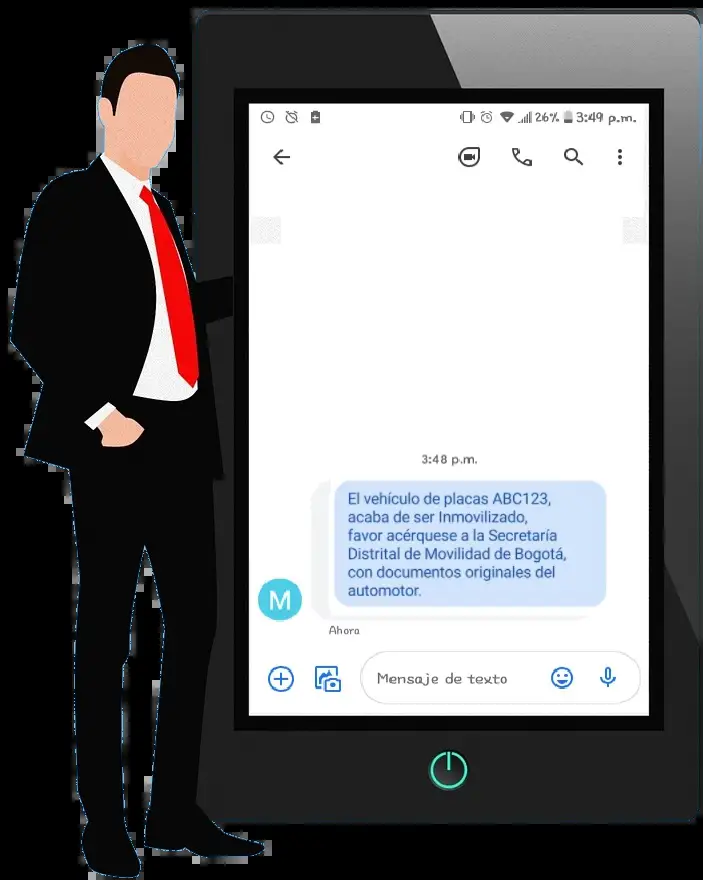 26% 3:49 p.m.
3:48 p.m.
El vehículo de placas ABC123,
acaba de ser Inmovilizado,
favor acérquese a la Secretaría
Distrital de Movilidad de Bogotá,
con documentos originales del
automotor.
M
Ahora
Mensaje de texto